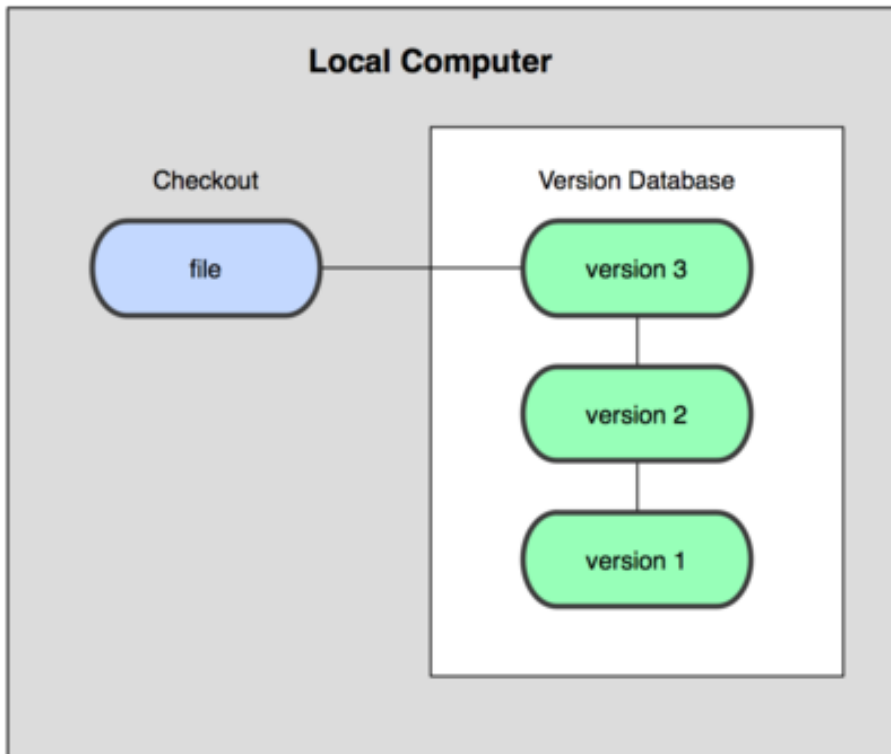 Local Computer
Checkout
Version Database
file
version 3
version 2
version 1